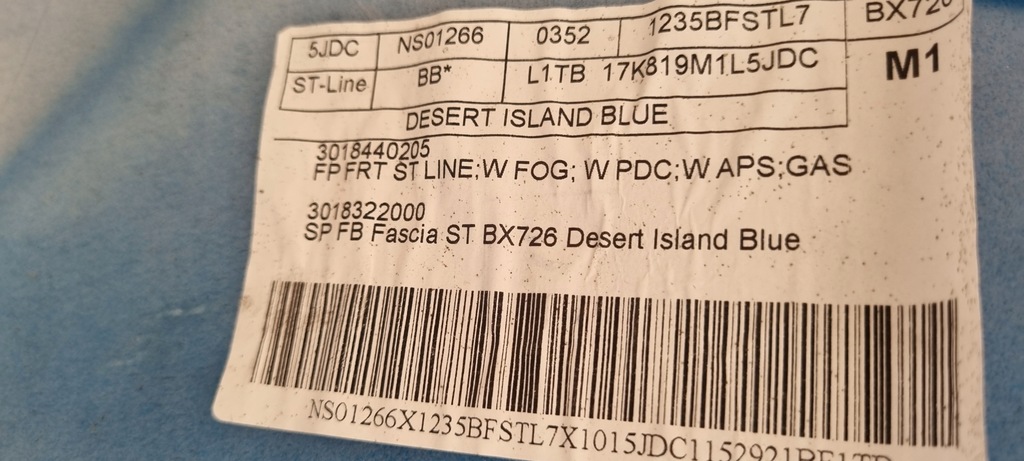 5JDC NS01266 0352 1235BFSTL7
ST-Line BB* L1TB 17K819M1L5JDC M1
DESERT ISLAND BLUE
3018440205
FP FRT ST LINE;W FOG; W PDC;W APS;GAS
3018322000
SP FB Fascia ST BX726 Desert Island Blue